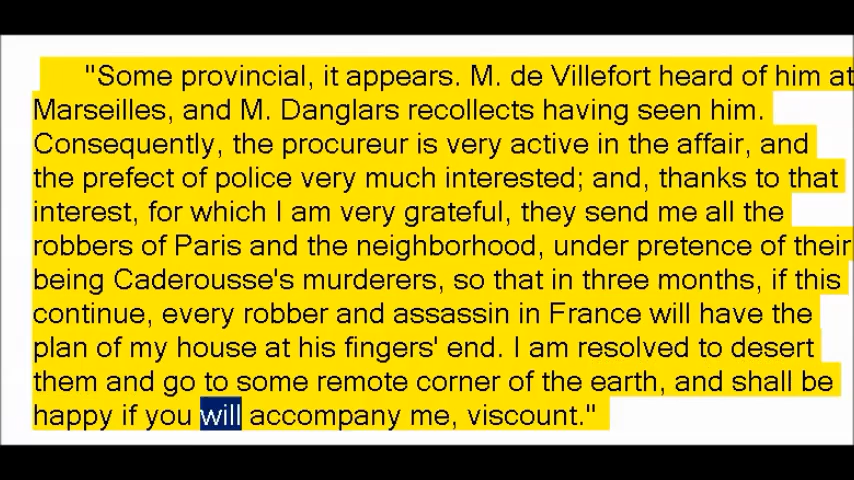 "Some provincial, it appears. M. de Villefort heard of him at
Marseilles, and M. Danglars recollects having seen him.
Consequently, the procureur is very active in the affair, and
the prefect of police very much interested; and, thanks to that
interest, for which I am very grateful, they send me all the
robbers of Paris and the neighborhood, under pretence of their
being Caderousse's murderers, so that in three months, if this
continue, every robber and assassin in France will have the
plan of my house at his fingers' end. I am resolved to desert
them and go to some remote corner of the earth, and shall be
happy if you will accompany me, viscount."